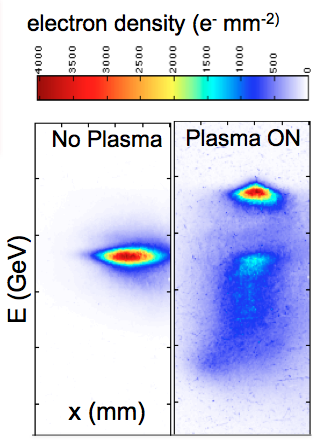 electron density (e⁻ mm⁻²)
4000 3500 3000 2500 2000 1500 1000 500 0
No Plasma
Plasma ON
E (GeV)
x (mm)